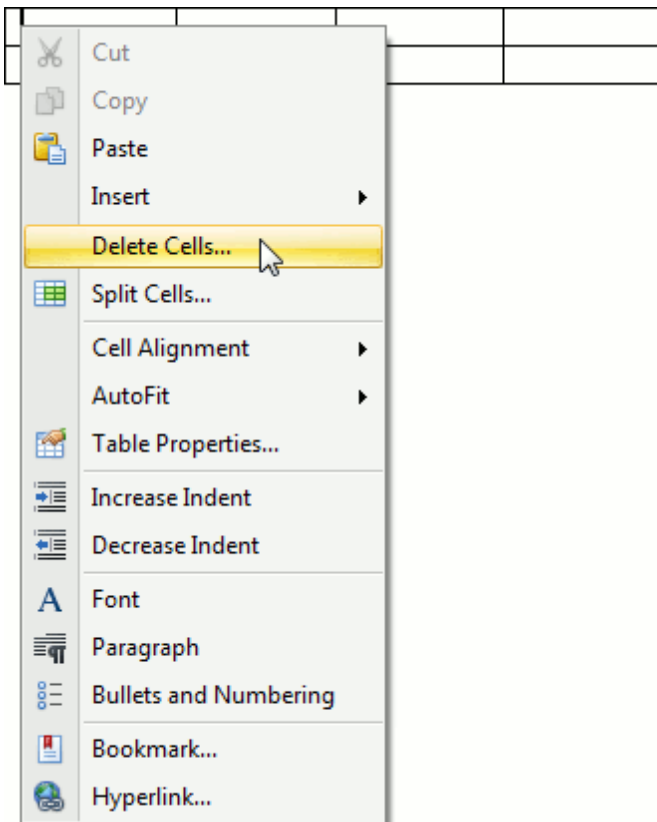 Cut
Copy
Paste
Insert
Delete Cells...
Split Cells...
Cell Alignment
AutoFit
Table Properties...
Increase Indent
Decrease Indent
Font
Paragraph
Bullets and Numbering
Bookmark...
Hyperlink...